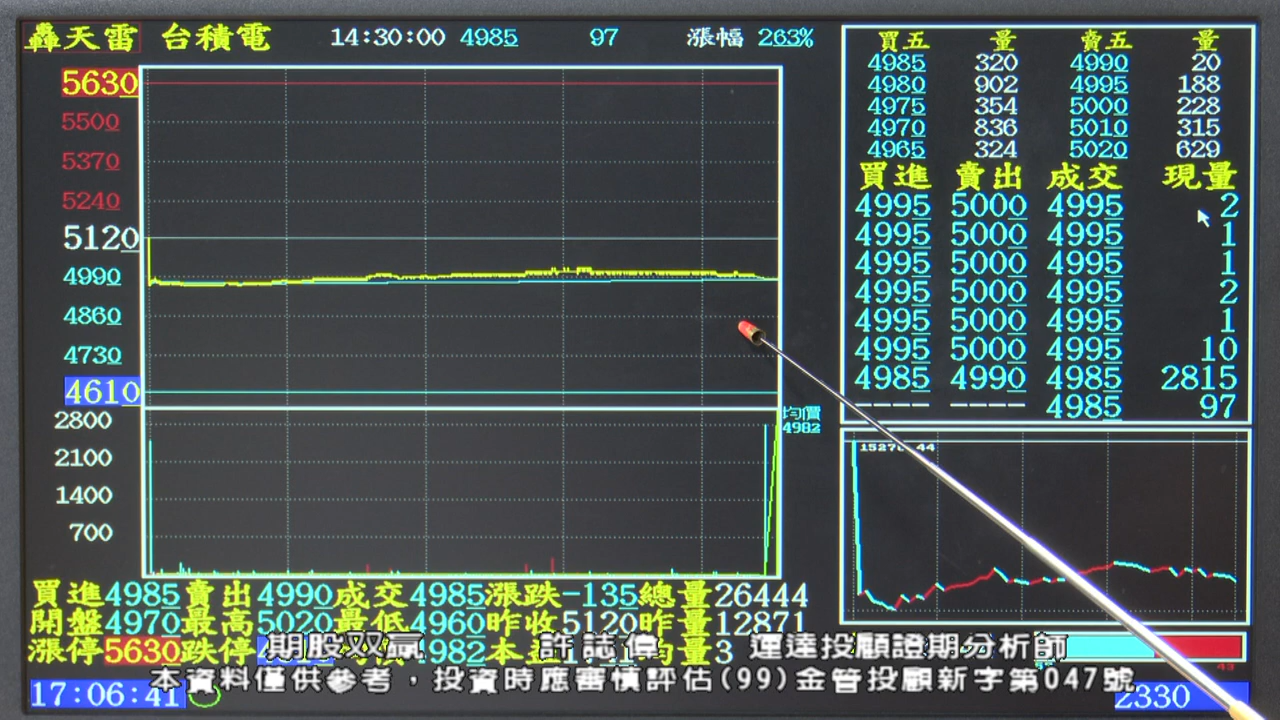 轟天雷 台積電 14:30:00 4985 97 漲幅 263%
5630
5500
5370
5240
5120
4990
4860
4730
4610
2800
2100
1400
700
均價
4982
買五 量 賣五 量
4985 320 4990 20
4980 902 4995 188
4975 354 5000 228
4970 836 5010 315
4965 324 5020 629
買進 賣出 成交 現量
4995 5000 4995 2
4995 5000 4995 1
4995 5000 4995 1
4995 5000 4995 2
4995 5000 4995 1
4995 5000 4995 10
4985 4990 4985 2815
---- ---- 4985 97
買進4985賣出4990成交4985漲跌-135總量26444
開盤4970最高5020最低4960昨收5120昨量12871
漲停5630跌停 4982
期股双贏 許誌偉 運達投顧證期分析師
本資料僅供參考，投資時應審慎評估(99)金管投顧新字第047號
17:06:41 2330